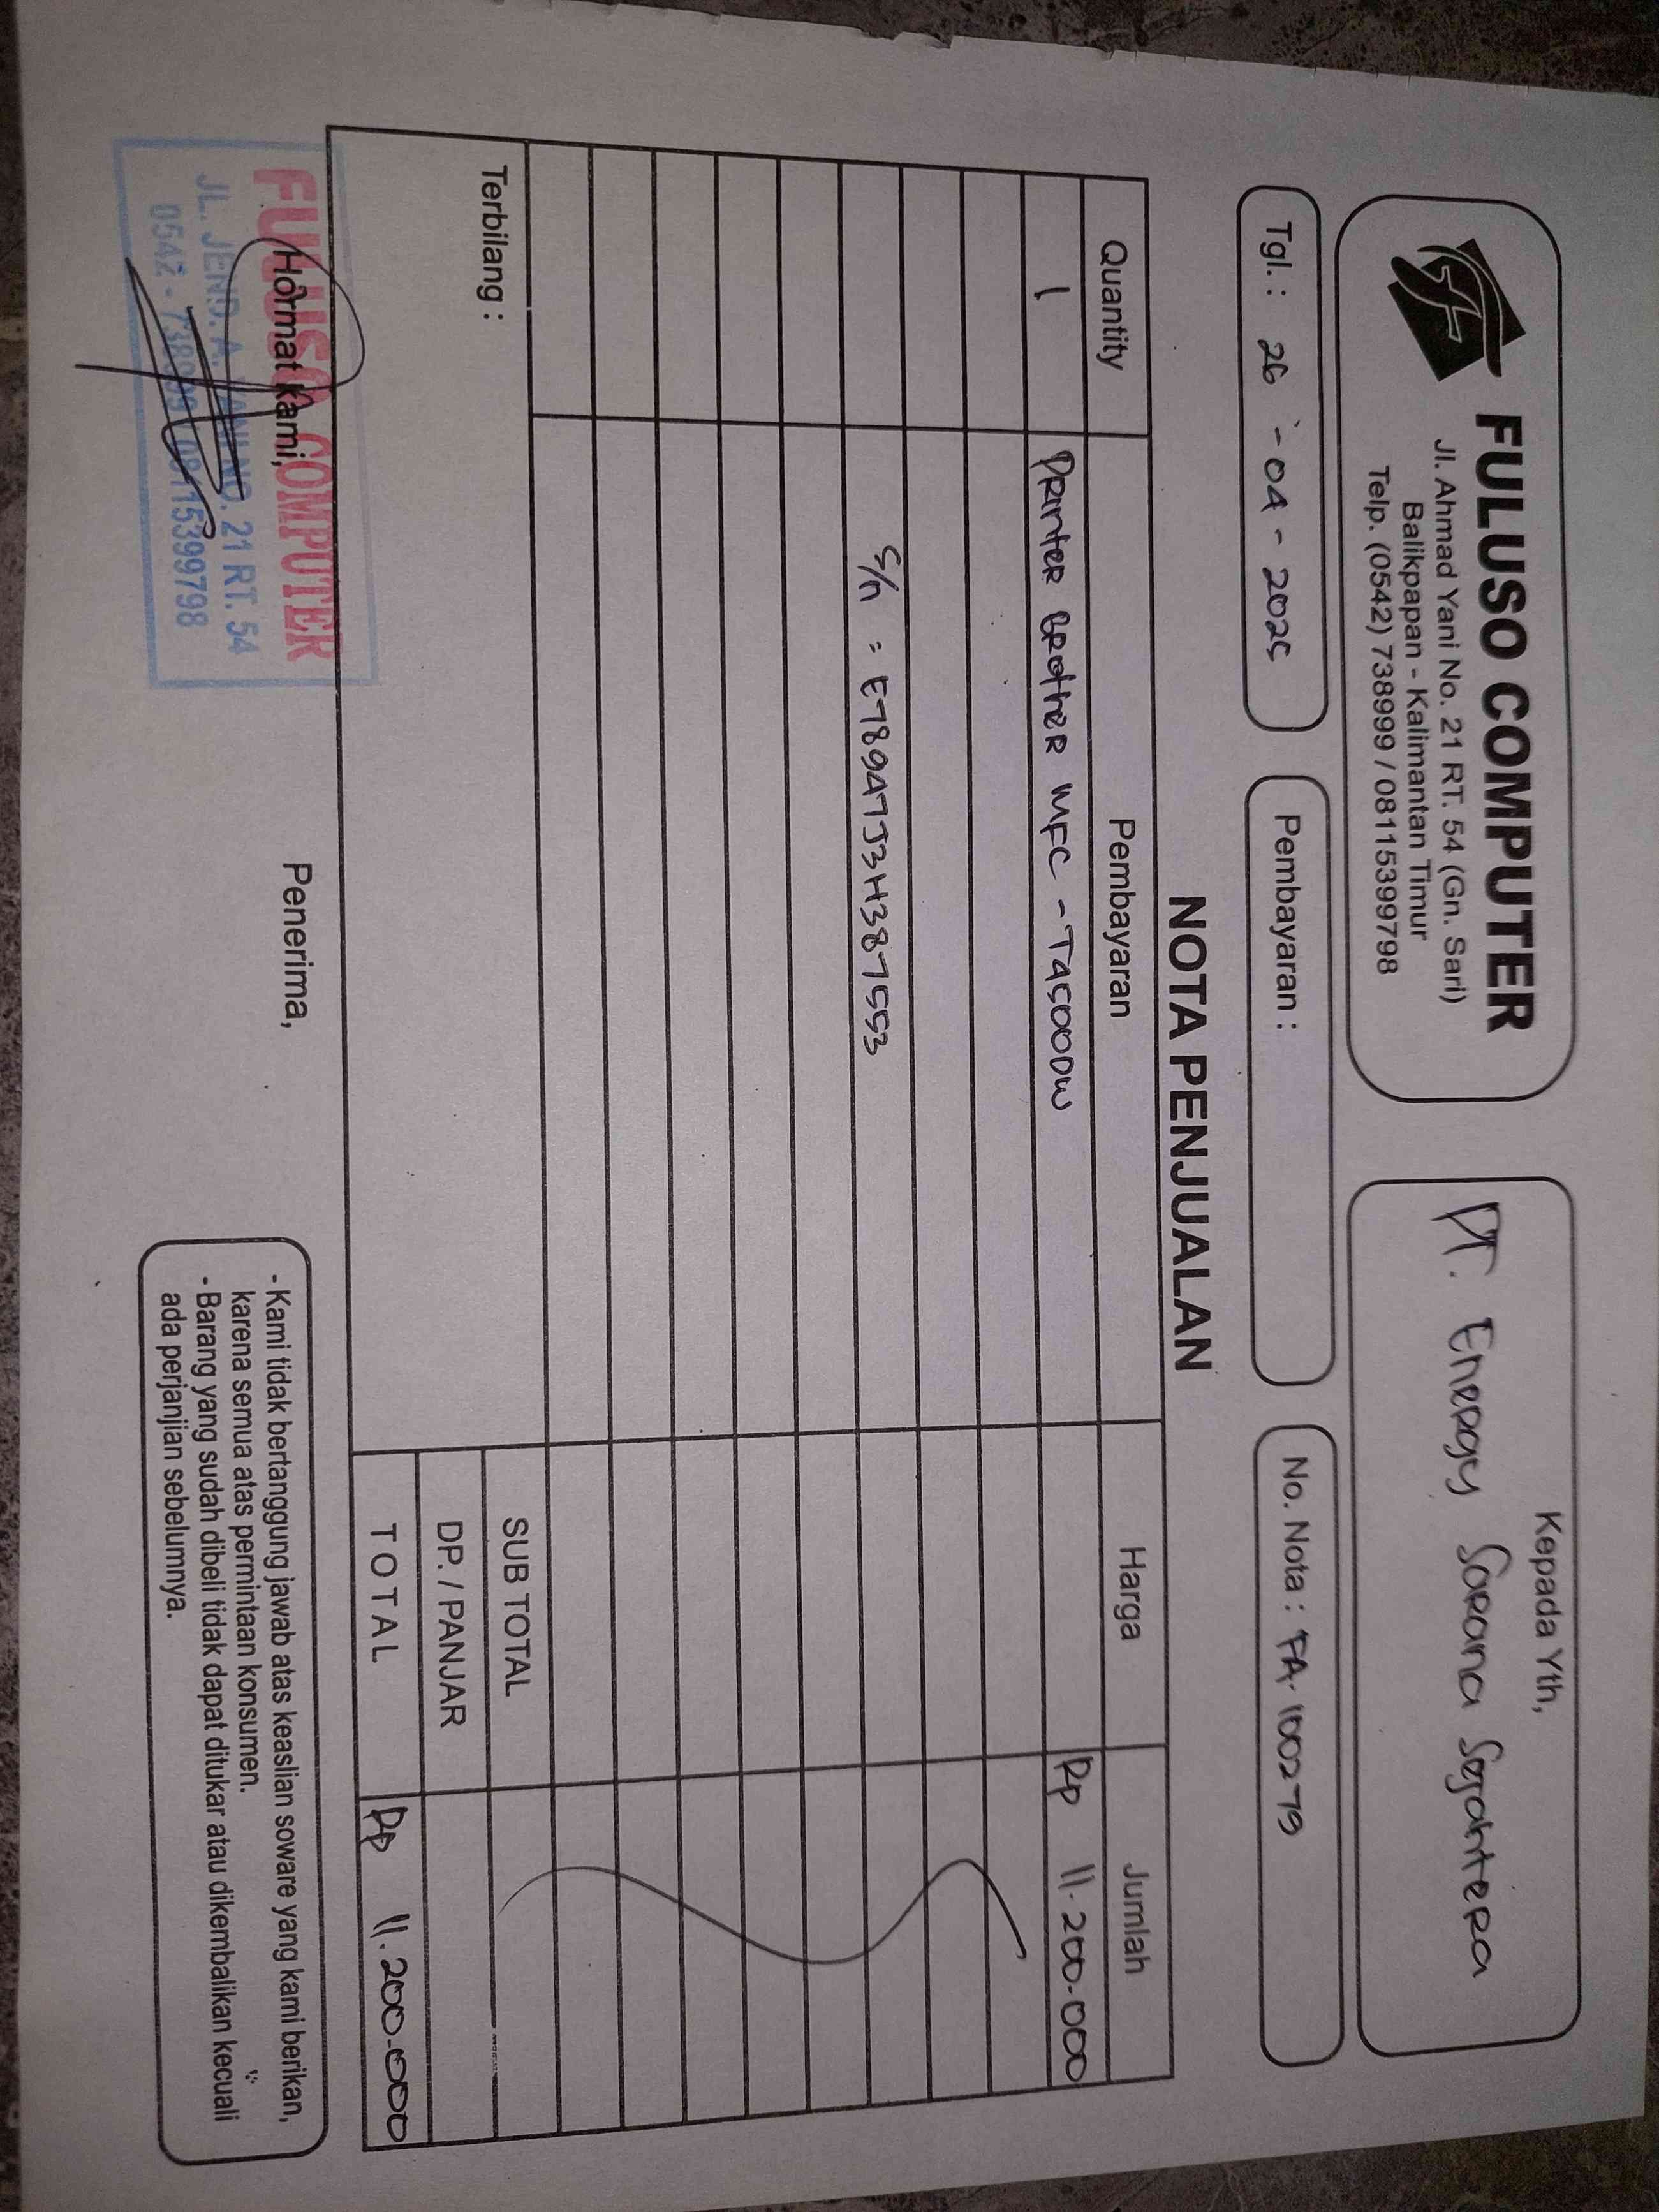 FULUSO COMPUTER
Jl. Ahmad Yani No. 21 RT. 54 (Gn. Sari)
Balikpapan - Kalimantan Timur
Telp. (0542) 738999 / 08115399798
Kepada Yth,
PT. Energy Sarana Segahtera
Tgl. : 26 - 04 - 2025
Pembayaran :
No. Nota : FA-100279
NOTA PENJUALAN
Quantity Pembayaran Harga Jumlah
1 Printer Brother MFC - T4500DW Rp 11.200.000
S/n : E78947J3H387553
Terbilang :
SUB TOTAL
DP. / PANJAR
TOTAL Rp 11.200.000
Hormat kami,
FULUSO COMPUTER
JL. JEND. A. YANI NO. 21 RT. 54
0542 - 738999 / 08115399798
Penerima,
- Kami tidak bertanggung jawab atas keaslian soware yang kami berikan,
karena semua atas permintaan konsumen.
- Barang yang sudah dibeli tidak dapat ditukar atau dikembalikan kecuali
ada perjanjian sebelumnya.